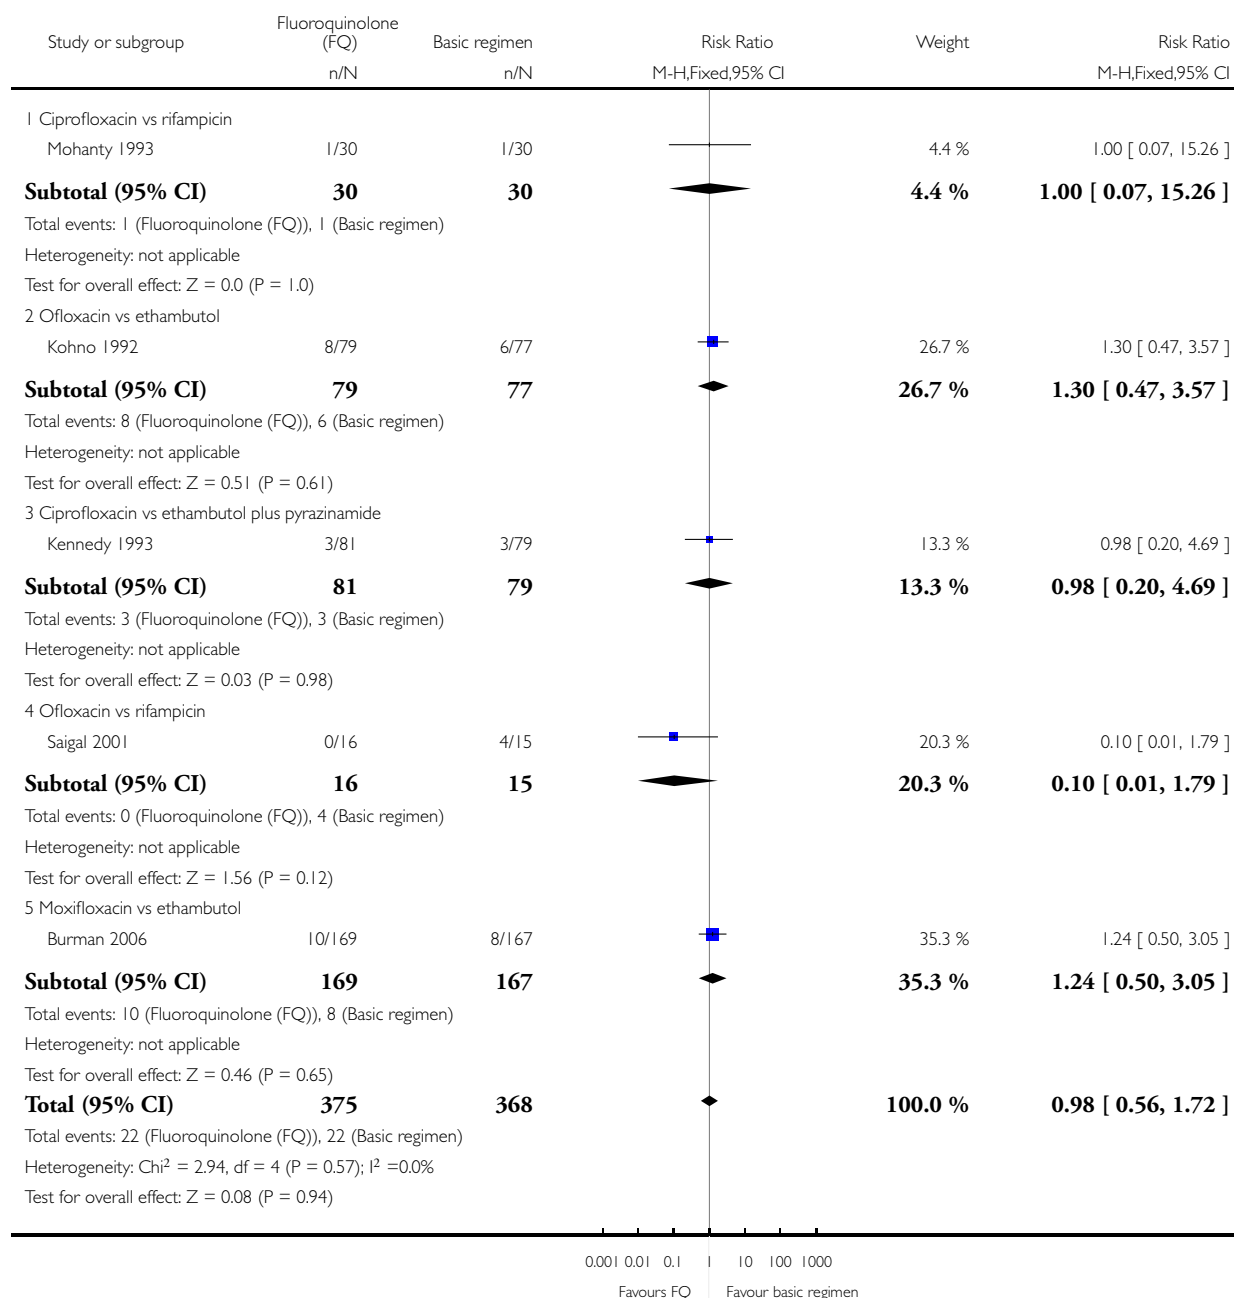 Fluoroquinolone
Study or subgroup (FQ) Basic regimen Risk Ratio Weight Risk Ratio
n/N n/N M-H,Fixed,95% CI M-H,Fixed,95% CI
1 Ciprofloxacin vs rifampicin
Mohanty 1993 1/30 1/30 4.4 % 1.00 [ 0.07, 15.26 ]
Subtotal (95% CI) 30 30 4.4 % 1.00 [ 0.07, 15.26 ]
Total events: 1 (Fluoroquinolone (FQ)), 1 (Basic regimen)
Heterogeneity: not applicable
Test for overall effect: Z = 0.0 (P = 1.0)
2 Ofloxacin vs ethambutol
Kohno 1992 8/79 6/77 26.7 % 1.30 [ 0.47, 3.57 ]
Subtotal (95% CI) 79 77 26.7 % 1.30 [ 0.47, 3.57 ]
Total events: 8 (Fluoroquinolone (FQ)), 6 (Basic regimen)
Heterogeneity: not applicable
Test for overall effect: Z = 0.51 (P = 0.61)
3 Ciprofloxacin vs ethambutol plus pyrazinamide
Kennedy 1993 3/81 3/79 13.3 % 0.98 [ 0.20, 4.69 ]
Subtotal (95% CI) 81 79 13.3 % 0.98 [ 0.20, 4.69 ]
Total events: 3 (Fluoroquinolone (FQ)), 3 (Basic regimen)
Heterogeneity: not applicable
Test for overall effect: Z = 0.03 (P = 0.98)
4 Ofloxacin vs rifampicin
Saigal 2001 0/16 4/15 20.3 % 0.10 [ 0.01, 1.79 ]
Subtotal (95% CI) 16 15 20.3 % 0.10 [ 0.01, 1.79 ]
Total events: 0 (Fluoroquinolone (FQ)), 4 (Basic regimen)
Heterogeneity: not applicable
Test for overall effect: Z = 1.56 (P = 0.12)
5 Moxifloxacin vs ethambutol
Burman 2006 10/169 8/167 35.3 % 1.24 [ 0.50, 3.05 ]
Subtotal (95% CI) 169 167 35.3 % 1.24 [ 0.50, 3.05 ]
Total events: 10 (Fluoroquinolone (FQ)), 8 (Basic regimen)
Heterogeneity: not applicable
Test for overall effect: Z = 0.46 (P = 0.65)
Total (95% CI) 375 368 100.0 % 0.98 [ 0.56, 1.72 ]
Total events: 22 (Fluoroquinolone (FQ)), 22 (Basic regimen)
Heterogeneity: Chi² = 2.94, df = 4 (P = 0.57); I² =0.0%
Test for overall effect: Z = 0.08 (P = 0.94)
0.001 0.01 0.1 1 10 100 1000
Favours FQ Favour basic regimen